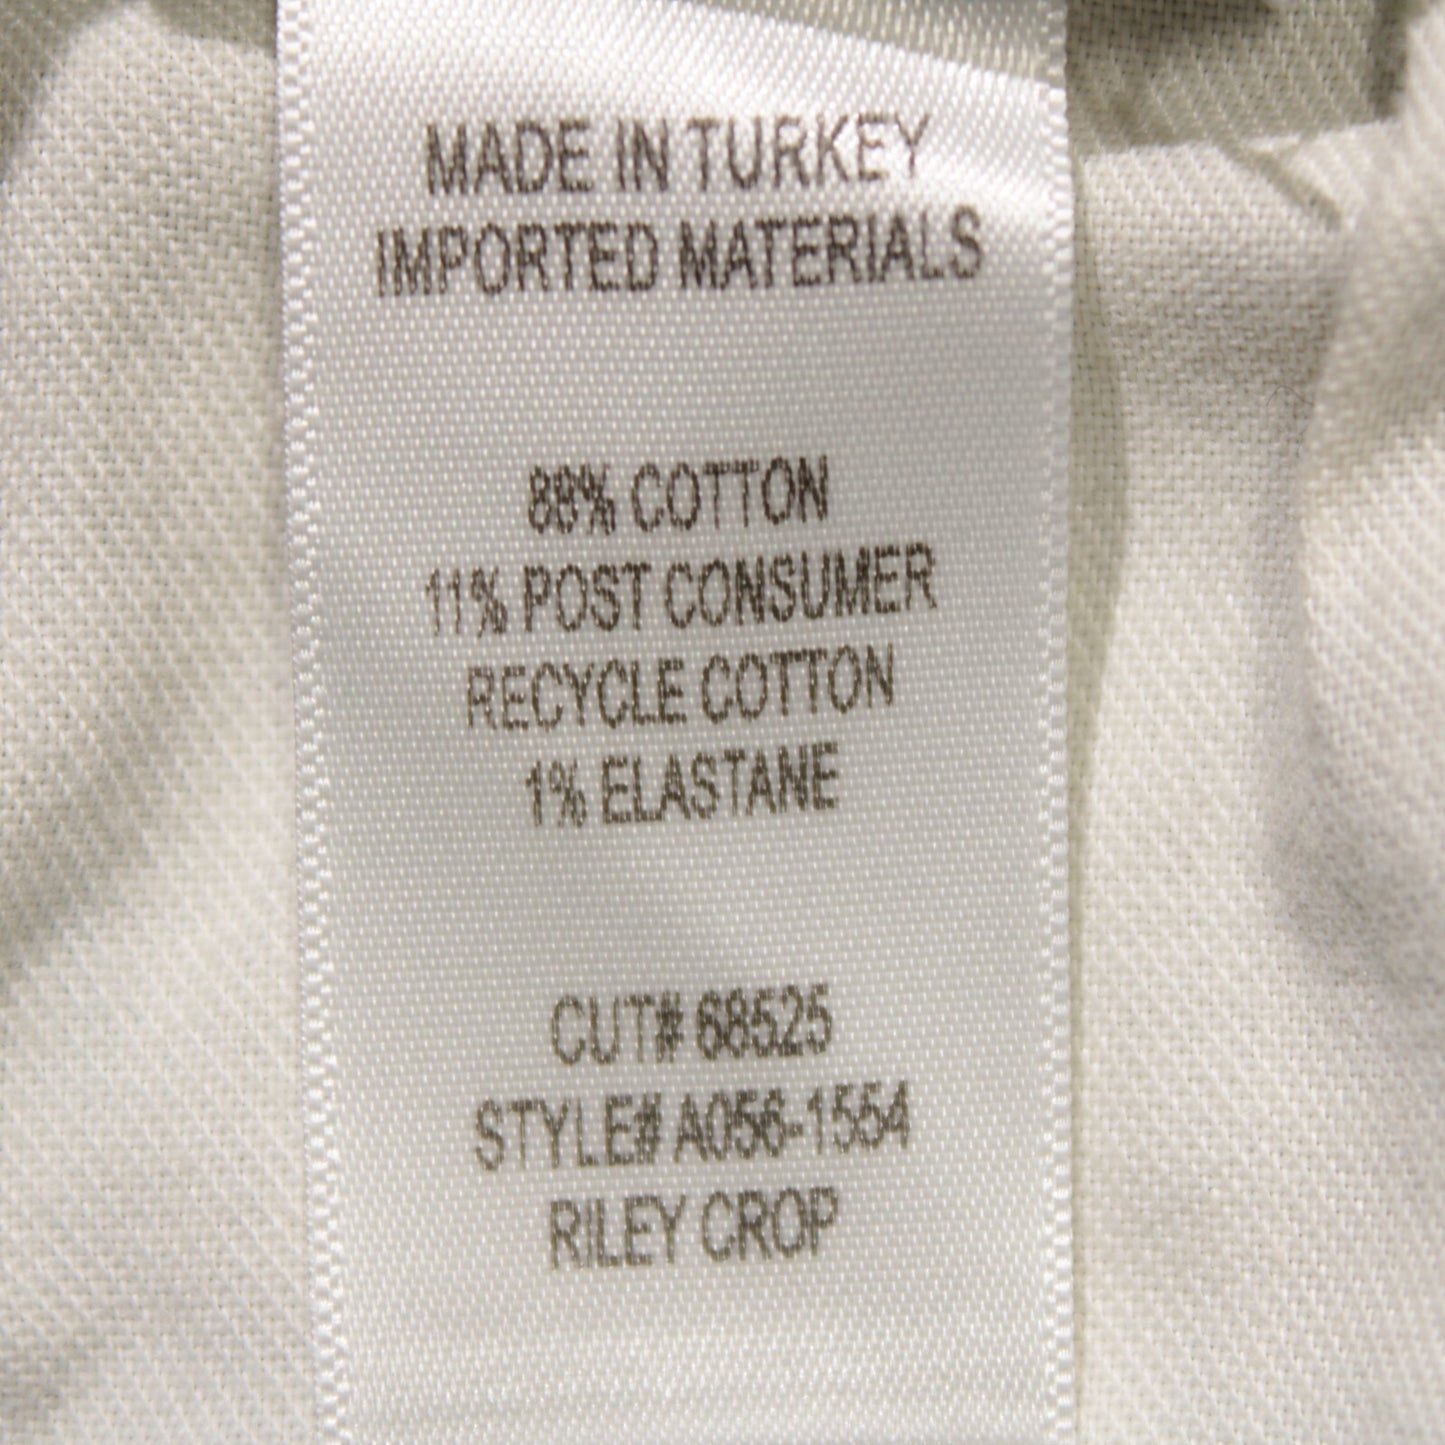 MADE IN TURKEY
IMPORTED MATERIALS
88% COTTON
11% POST CONSUMER
RECYCLE COTTON
1% ELASTANE
CUT# 68525
STYLE# A056-1554
RILEY CROP